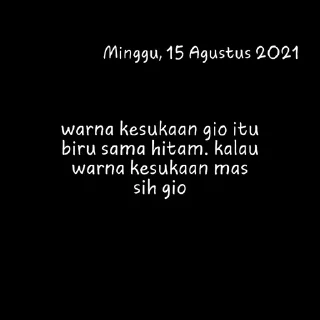 Minggu, 15 Agustus 2021
warna kesukaan gio itu
biru sama hitam. kalau
warna kesukaan mas
sih gio